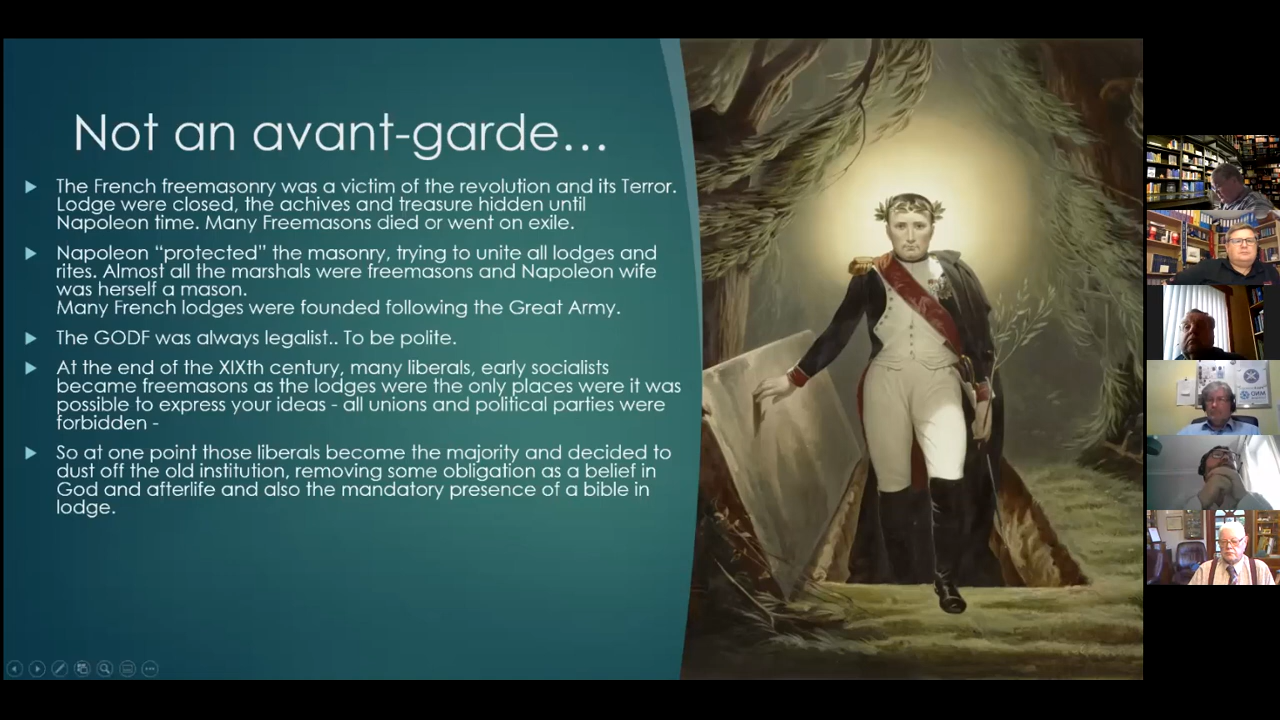 Not an avant-garde...
The French freemasonry was a victim of the revolution and its Terror.
Lodge were closed, the achives and treasure hidden until
Napoleon time. Many Freemasons died or went on exile.
Napoleon “protected” the masonry, trying to unite all lodges and
rites. Almost all the marshals were freemasons and Napoleon wife
was herself a mason.
Many French lodges were founded following the Great Army.
The GODF was always legalist.. To be polite.
At the end of the XIXth century, many liberals, early socialists
became freemasons as the lodges were the only places were it was
possible to express your ideas - all unions and political parties were
forbidden -
So at one point those liberals become the majority and decided to
dust off the old institution, removing some obligation as a belief in
God and afterlife and also the mandatory presence of a bible in
lodge.